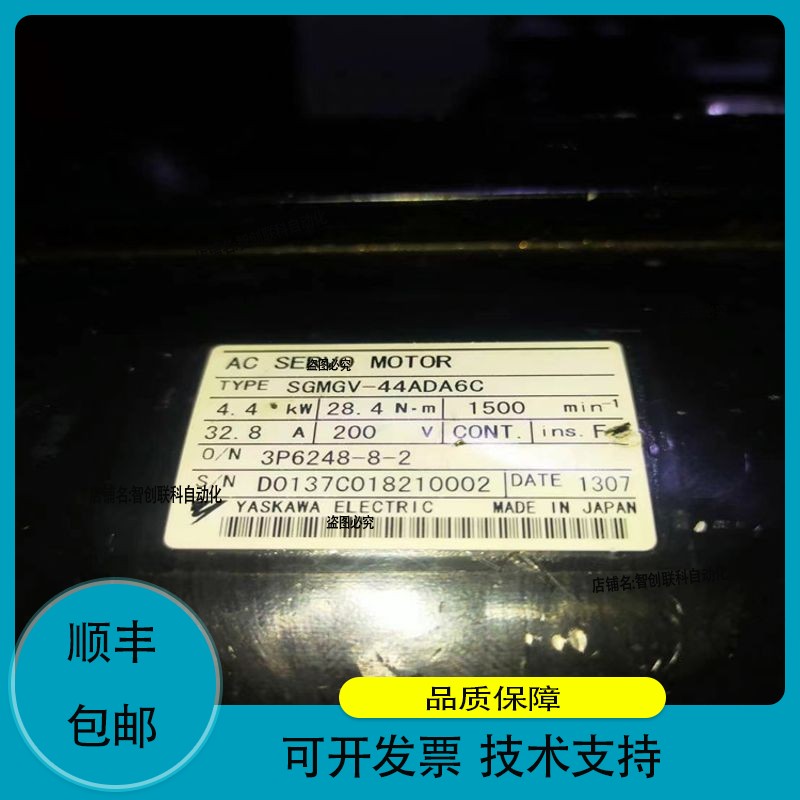 AC SERVO MOTOR
盗图必究
TYPE SGMGV-44ADA6C
4.4 kW 28.4 N·m 1500 min-1
32.8 A 200 V CONT. ins. F
O/N 3P6248-8-2
S/N D0137C018210002 DATE 1307
店铺名:智创联科自动化
YASKAWA ELECTRIC MADE IN JAPAN
盗图必究
店铺名:智创联科自动化
顺丰
包邮
品质保障
可开发票 技术支持